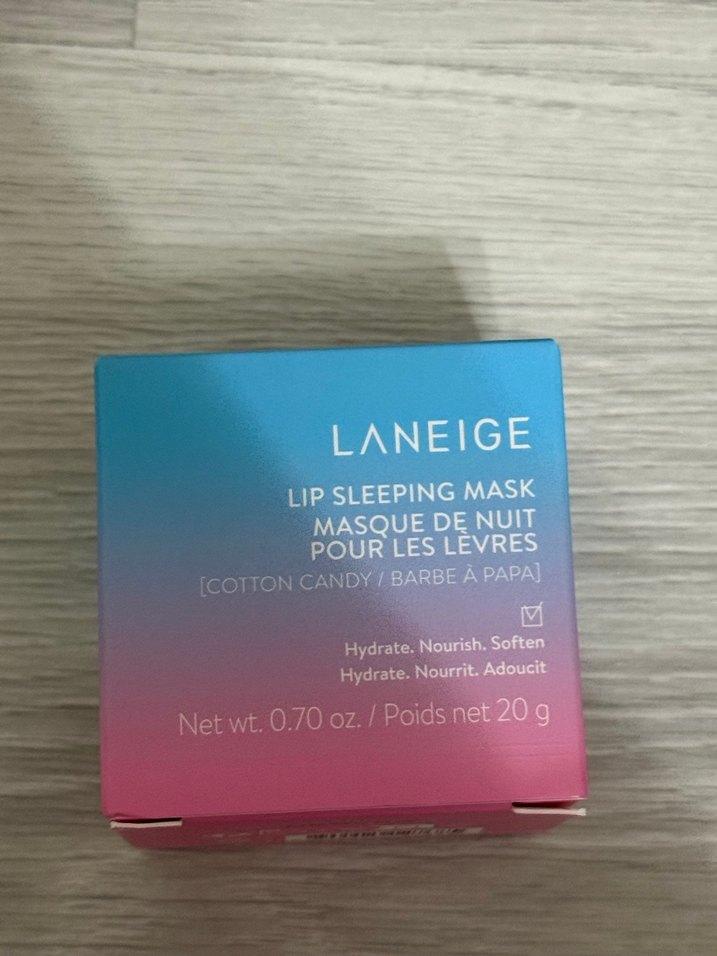 LANEIGE
LIP SLEEPING MASK
MASQUE DE NUIT
POUR LES LÈVRES
[COTTON CANDY / BARBE À PAPA]
Hydrate. Nourish. Soften
Hydrate. Nourrit. Adoucit
Net wt. 0.70 oz. / Poids net 20 g